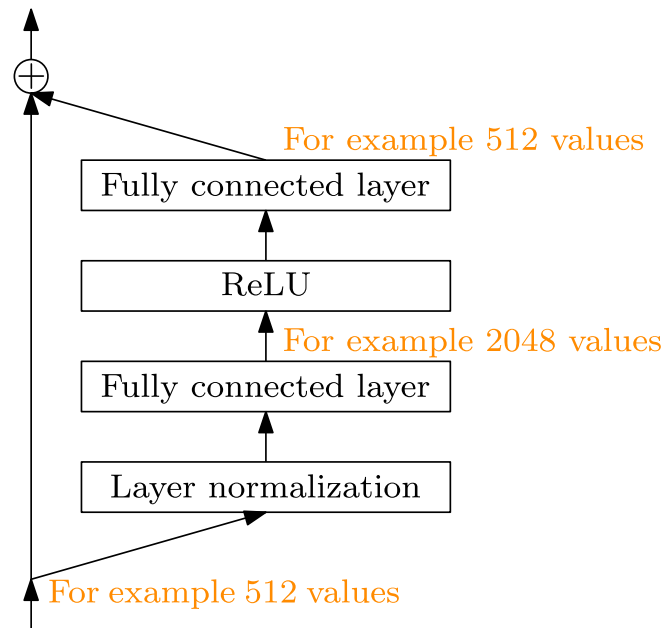 For example 512 values
Fully connected layer
ReLU
For example 2048 values
Fully connected layer
Layer normalization
For example 512 values